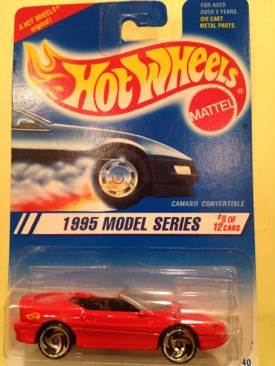 A HOT WHEELS®
original!
FOR AGES
OVER 3 YEARS.
DIE CAST
METAL PARTS.
HOT WHEELS
MATTEL
CAMARO CONVERTIBLE
1995 MODEL SERIES
#8 OF
12 CARS
40